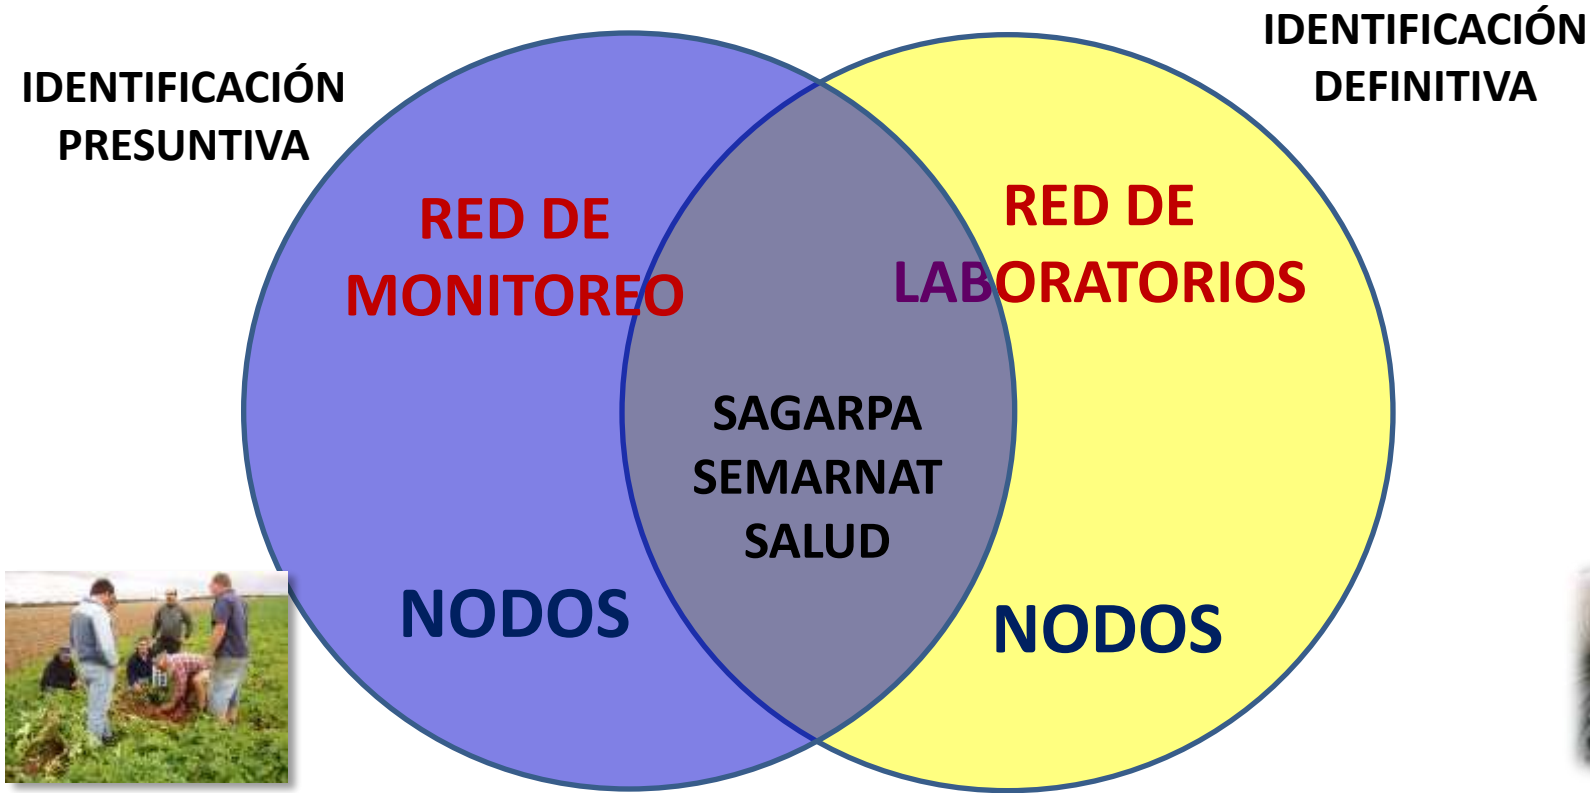 IDENTIFICACIÓN
PRESUNTIVA
IDENTIFICACIÓN
DEFINITIVA
RED DE
MONITOREO
RED DE
LABORATORIOS
SAGARPA
SEMARNAT
SALUD
NODOS
NODOS